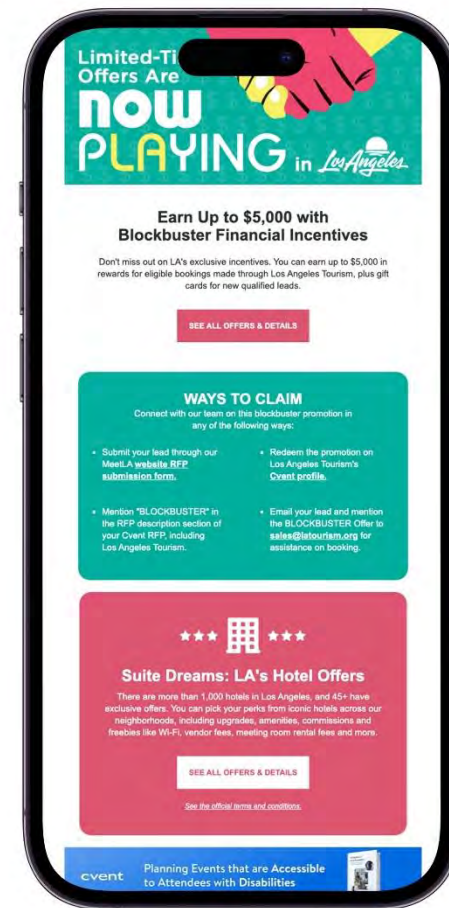 Limited-Ti
Offers Are
NOW
PLAYING in Los Angeles
Earn Up to $5,000 with
Blockbuster Financial Incentives
Don't miss out on LA's exclusive incentives. You can earn up to $5,000 in
rewards for eligible bookings made through Los Angeles Tourism, plus gift
cards for new qualified leads.
SEE ALL OFFERS & DETAILS
WAYS TO CLAIM
Connect with our team on this blockbuster promotion in
any of the following ways:
• Submit your lead through our
MeetLA website RFP
submission form.
• Mention "BLOCKBUSTER" in
the RFP description section of
your Cvent RFP, including
Los Angeles Tourism.
• Redeem the promotion on
Los Angeles Tourism's
Cvent profile.
• Email your lead and mention
the BLOCKBUSTER Offer to
sales@latourism.org for
assistance on booking.
Suite Dreams: LA's Hotel Offers
There are more than 1,000 hotels in Los Angeles, and 45+ have
exclusive offers. You can pick your perks from iconic hotels across our
neighborhoods, including upgrades, amenities, commissions and
freebies like Wi-Fi, vendor fees, meeting room rental fees and more.
SEE ALL OFFERS & DETAILS
See the official terms and conditions.
cvent
Planning Events that are Accessible
to Attendees with Disabilities